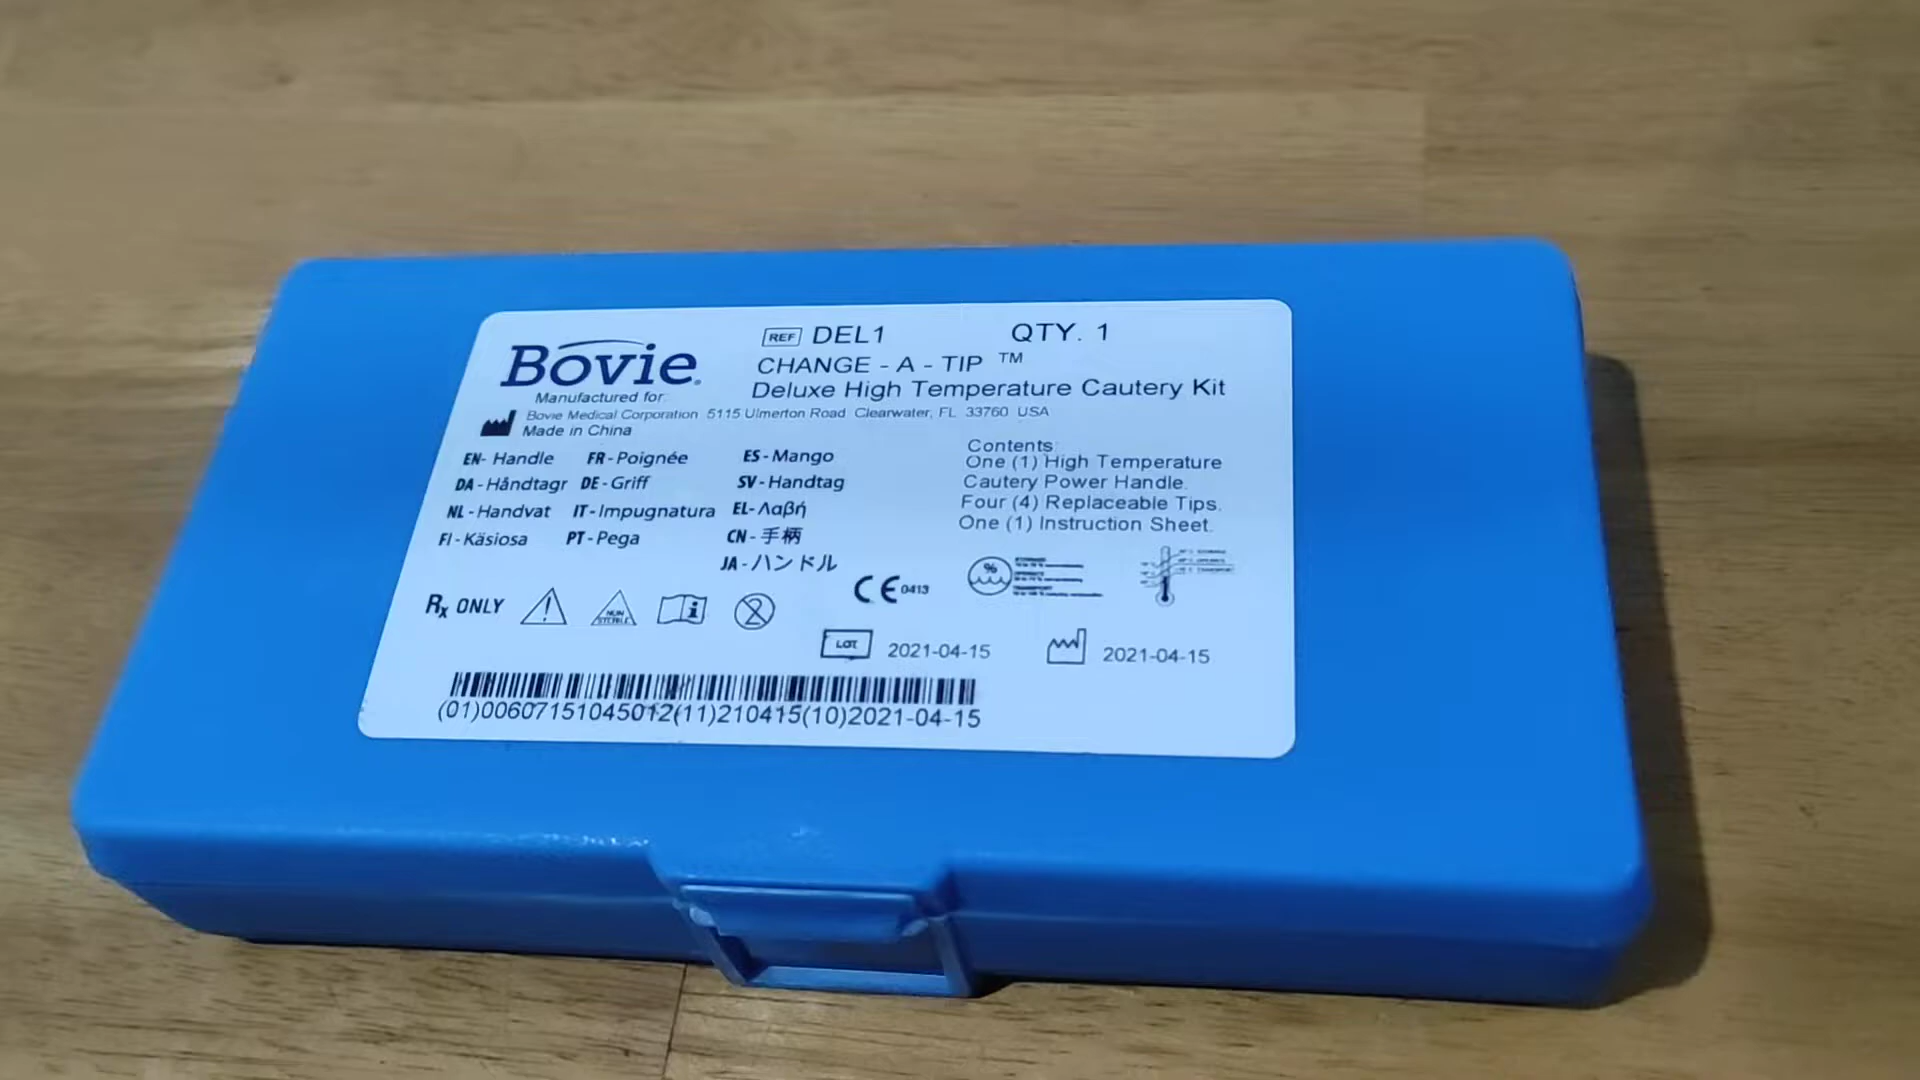 Bovie
REF DEL1 QTY. 1
CHANGE - A - TIP ™
Deluxe High Temperature Cautery Kit
Manufactured for:
Bovie Medical Corporation 5115 Ulmerton Road Clearwater, FL 33760 USA
Made in China
EN- Handle FR-Poignée ES-Mango
DA-Håndtagr DE-Griff SV-Handtag
NL-Handvat IT-Impugnatura EL-Λαβή
FI-Käsiosa PT-Pega CN-手柄
JA-ハンドル
Contents:
One (1) High Temperature
Cautery Power Handle.
Four (4) Replaceable Tips.
One (1) Instruction Sheet.
Rx ONLY
NON STERILE
2
CE 0413
%
LOT 2021-04-15 2021-04-15
(01)00607151045012(11)210415(10)2021-04-15